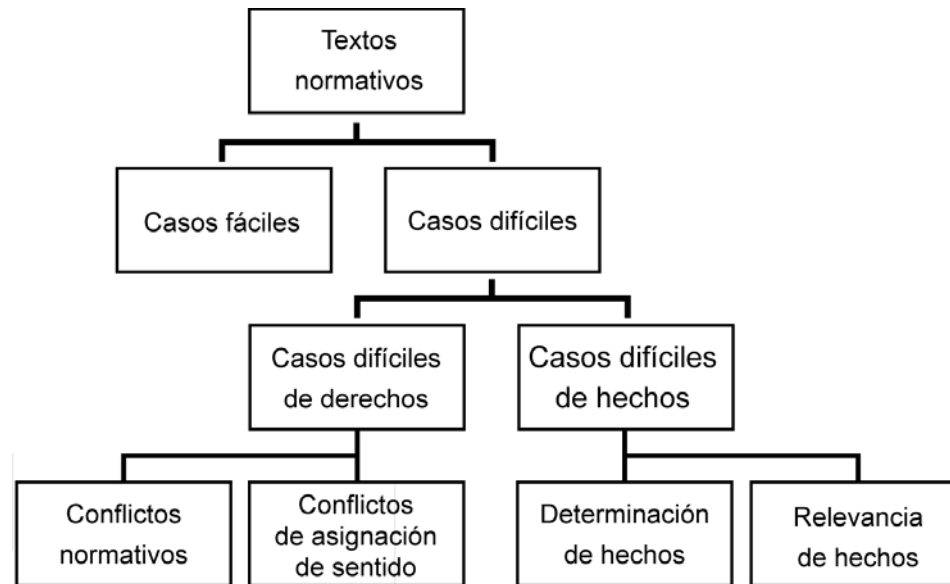 Textos
normativos
Casos fáciles
Casos difíciles
Casos difíciles
de derechos
Casos difíciles
de hechos
Conflictos
normativos
Conflictos
de asignación
de sentido
Determinación
de hechos
Relevancia
de hechos